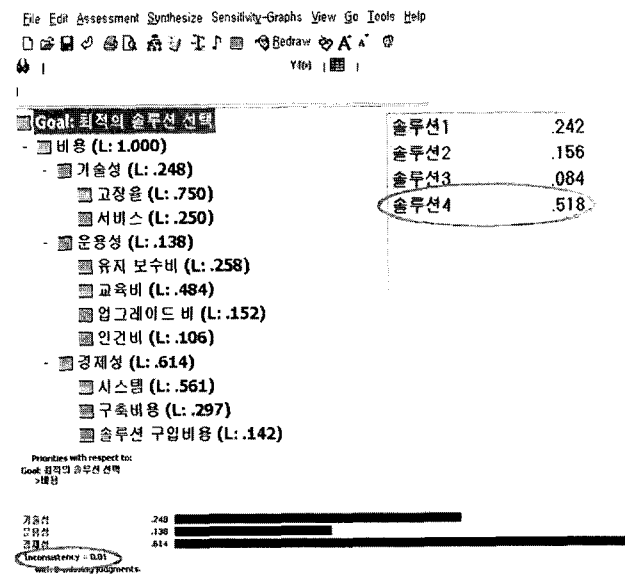 File Edit Assessment Synthesize Sensitivity-Graphs View Go Tools Help
Redraw A A
Goal: 최적의 솔루션 선택
- 비용 (L: 1.000)
- 기술성 (L: .248)
고장율 (L: .750)
서비스 (L: .250)
- 운용성 (L: .138)
유지 보수비 (L: .258)
교육비 (L: .484)
업그레이드 비 (L: .152)
인건비 (L: .106)
- 경제성 (L: .614)
시스템 (L: .561)
구축비용 (L: .297)
솔루션 구입비용 (L: .142)
솔루션1 .242
솔루션2 .156
솔루션3 .084
솔루션4 .518
Priorities with respect to:
Goal: 최적의 솔루션 선택
>비용
기술성 .248
운용성 .138
경제성 .614
Inconsistency = 0.01
with 0 missing judgments.